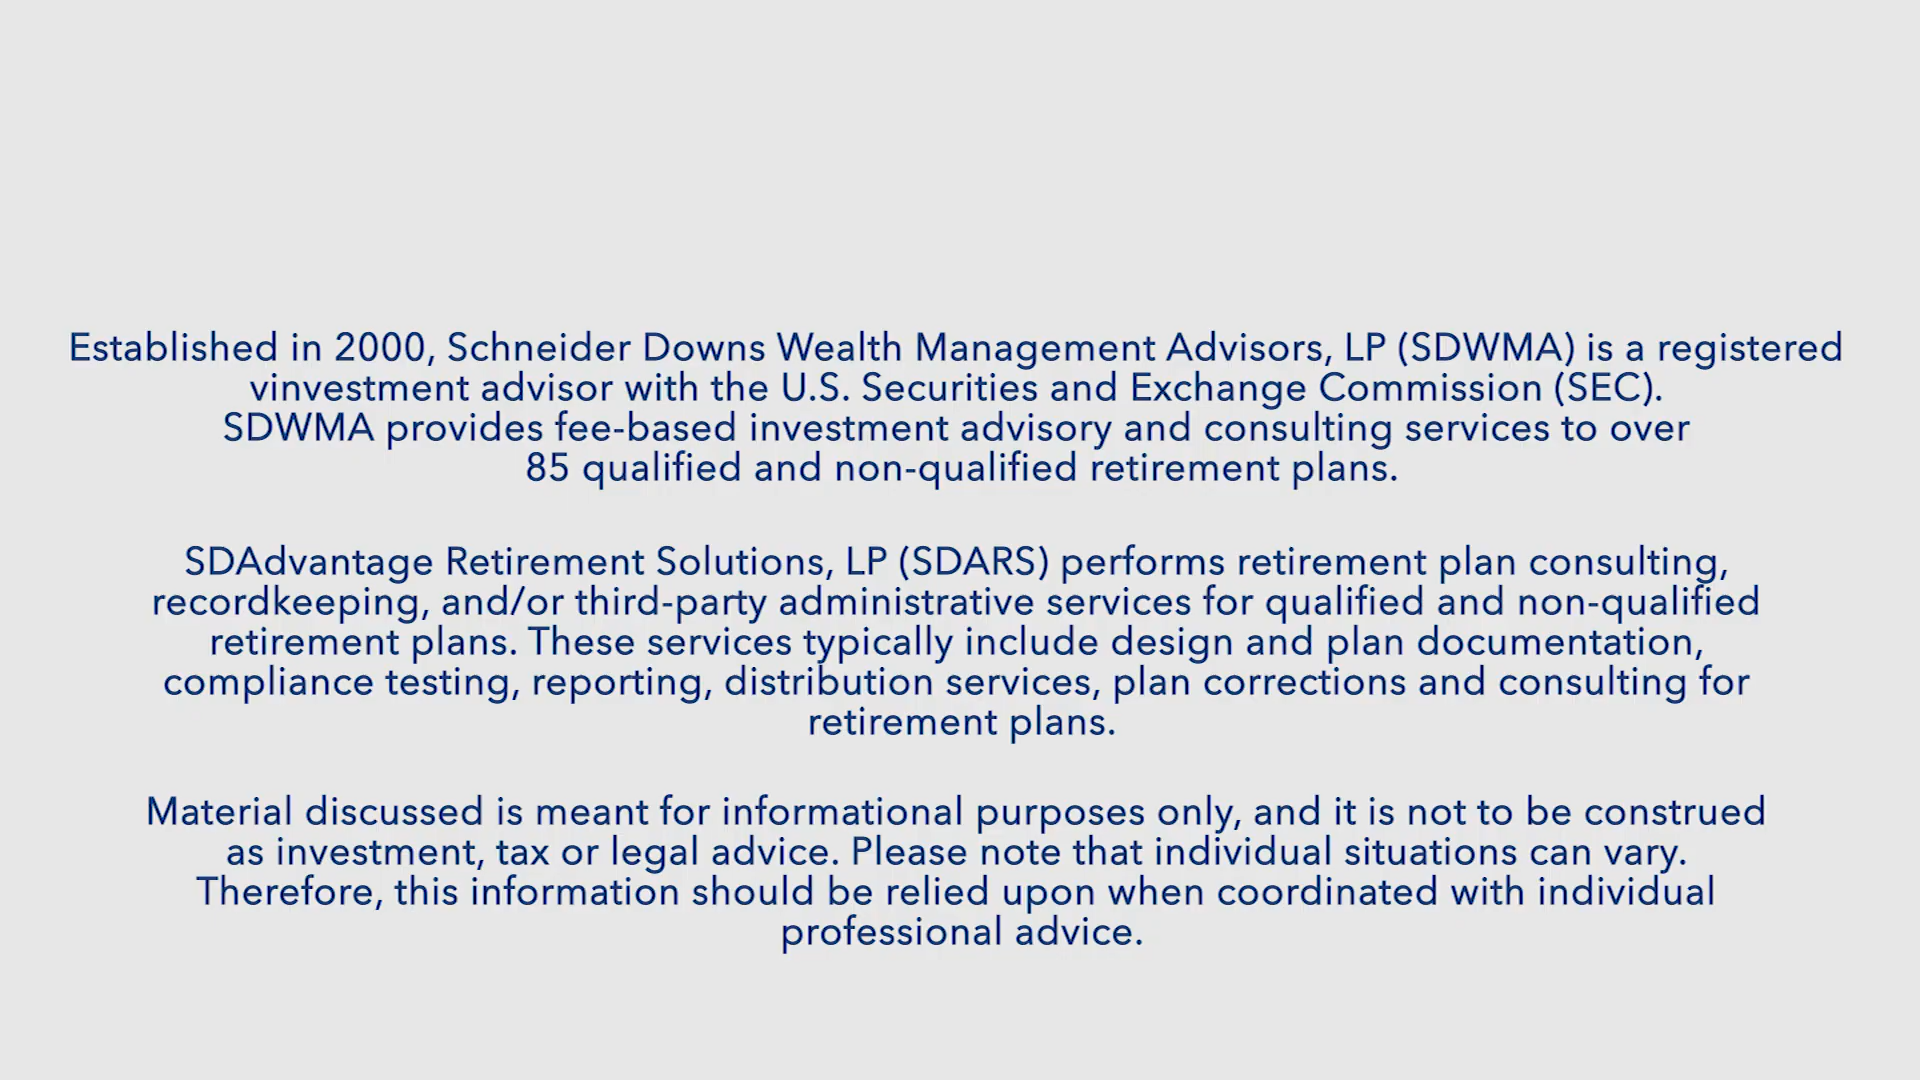 Established in 2000, Schneider Downs Wealth Management Advisors, LP (SDWMA) is a registered
vinvestment advisor with the U.S. Securities and Exchange Commission (SEC).
SDWMA provides fee-based investment advisory and consulting services to over
85 qualified and non-qualified retirement plans.
SDAdvantage Retirement Solutions, LP (SDARS) performs retirement plan consulting,
recordkeeping, and/or third-party administrative services for qualified and non-qualified
retirement plans. These services typically include design and plan documentation,
compliance testing, reporting, distribution services, plan corrections and consulting for
retirement plans.
Material discussed is meant for informational purposes only, and it is not to be construed
as investment, tax or legal advice. Please note that individual situations can vary.
Therefore, this information should be relied upon when coordinated with individual
professional advice.